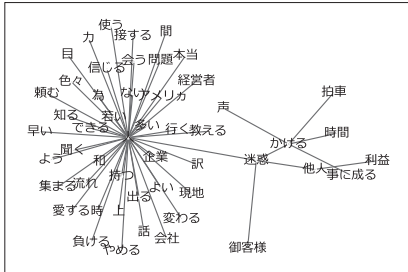 使う
力
接する
間
目
信じる
会う
問題
本当
色々
経営者
頼む
為
ない
アメリカ
知る
若い
声
拍車
早い
できる
多い
行く
教える
かける
時間
聞く
よう
和
企業
訳
迷惑
他人
利益
事に成る
集まる
流れ
持つ
よい
現地
出る
愛する
時
上
変わる
話
会社
負ける
やめる
御客様